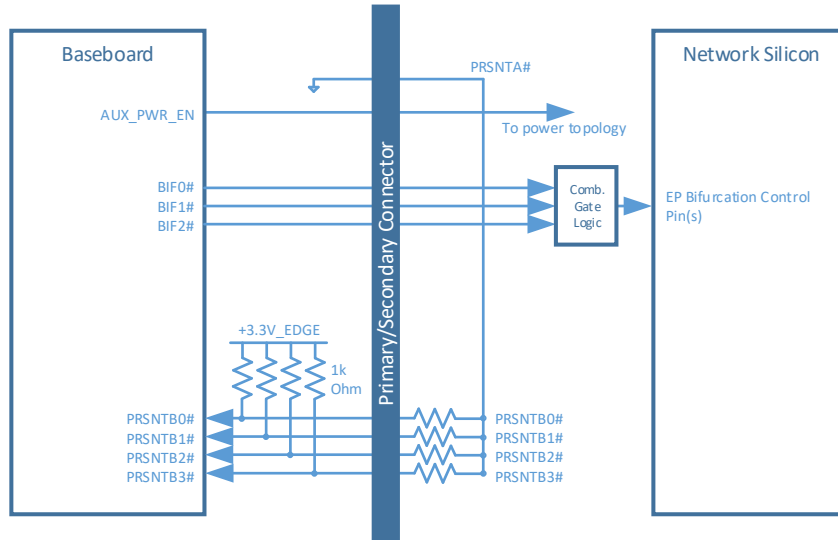 Baseboard
Network Silicon
PRSNTA#
AUX_PWR_EN
To power topology
Primary/Secondary Connector
BIF0#
BIF1#
BIF2#
Comb.
Gate
Logic
EP Bifurcation Control
Pin(s)
+3.3V_EDGE
1k
Ohm
PRSNTB0#
PRSNTB1#
PRSNTB2#
PRSNTB3#
PRSNTB0#
PRSNTB1#
PRSNTB2#
PRSNTB3#